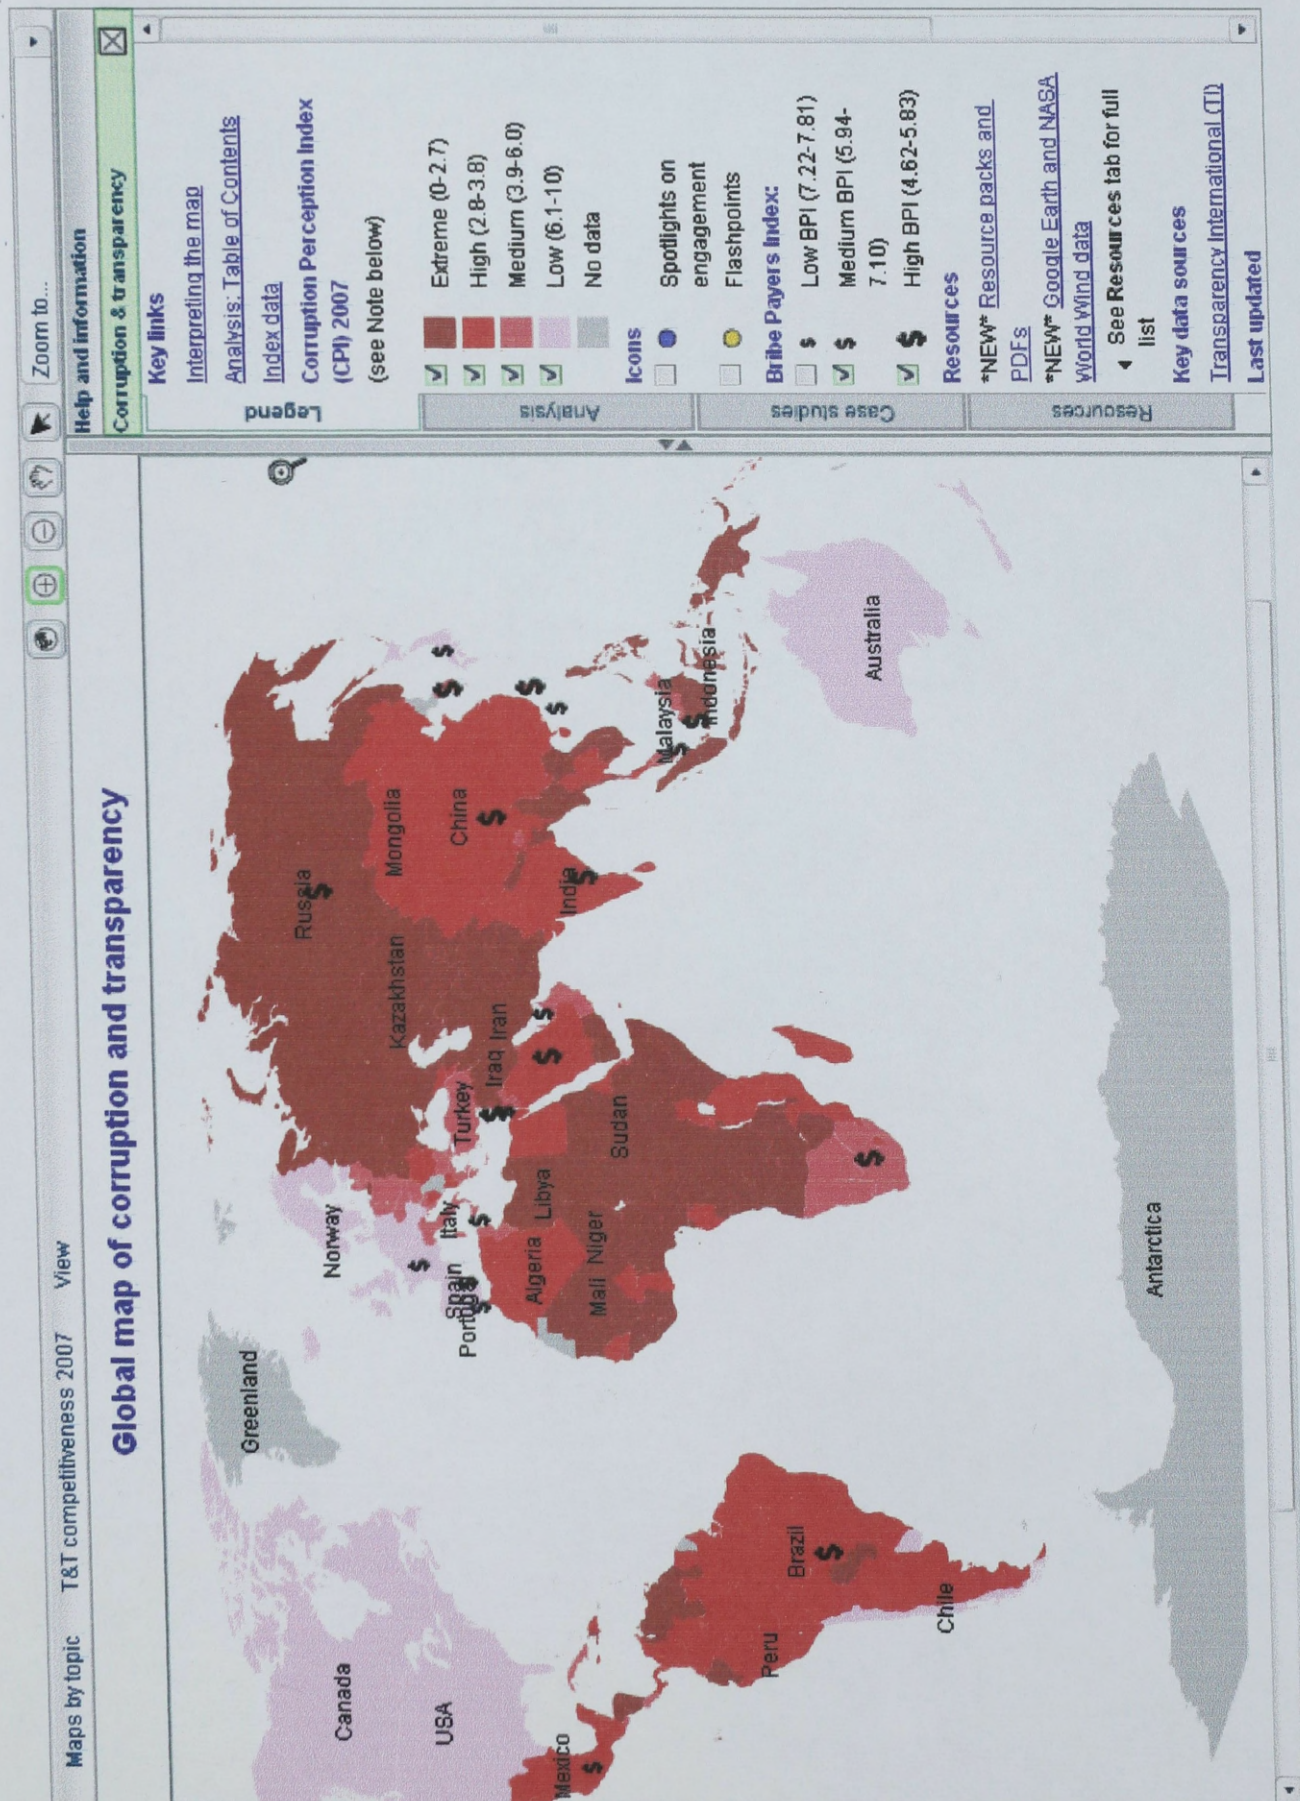 Maps by topic T&T competitiveness 2007 View
Zoom to...
Global map of corruption and transparency
Help and information
Corruption & transparency
Legend
Analysis
Case studies
Resources
Key links
Interpreting the map
Analysis: Table of Contents
Index data
Corruption Perception Index
(CPI) 2007
(see Note below)
Extreme (0-2.7)
High (2.8-3.8)
Medium (3.9-6.0)
Low (6.1-10)
No data
Icons
Spotlights on
engagement
Flashpoints
Bribe Payers Index:
$ Low BPI (7.22-7.81)
$ Medium BPI (5.94-
7.10)
$ High BPI (4.62-5.83)
Resources
*NEW* Resource packs and
PDFs
*NEW* Google Earth and NASA
World Wind data
See Resources tab for full
list
Key data sources
Transparency International (TI)
Last updated
Greenland
Russia
Norway
Canada
Kazakhstan
Mongolia
USA
Italy
Spain
Portugal
Turkey
China
Iraq
Iran
Algeria
Libya
Mexico
India
Mali
Niger
Sudan
Malaysia
Indonesia
Peru
Brazil
Australia
Chile
Antarctica